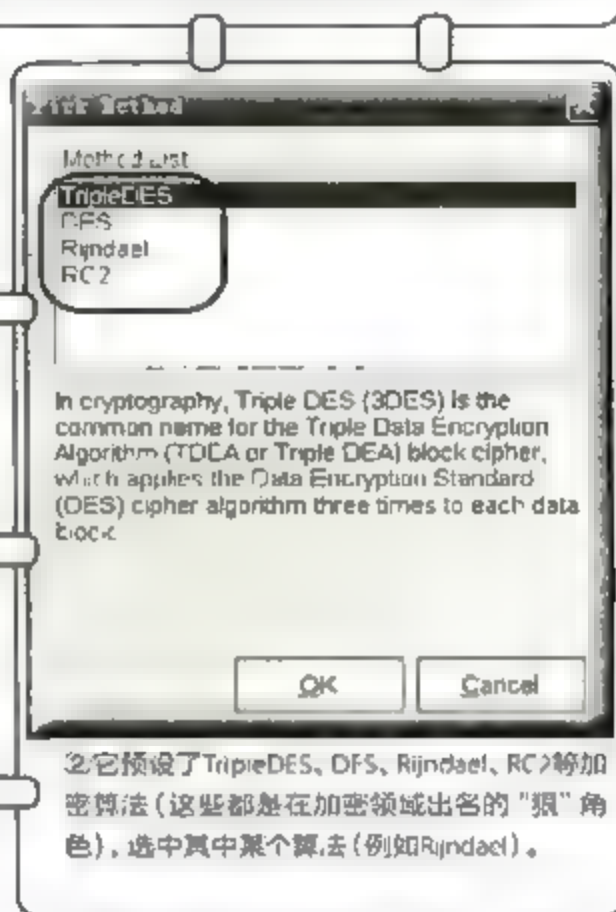 Pick Method
Method List
TripleDES
DES
Rijndael
RC2
In cryptography, Triple DES (3DES) is the
common name for the Triple Data Encryption
Algorithm (TDEA or Triple DEA) block cipher,
which applies the Data Encryption Standard
(DES) cipher algorithm three times to each data
block
OK
Cancel
②它预设了TripleDES、DES、Rijndael、RC2等加
密算法(这些都是在加密领域出名的"狠"角
色),选中其中某个算法(例如Rijndael)。